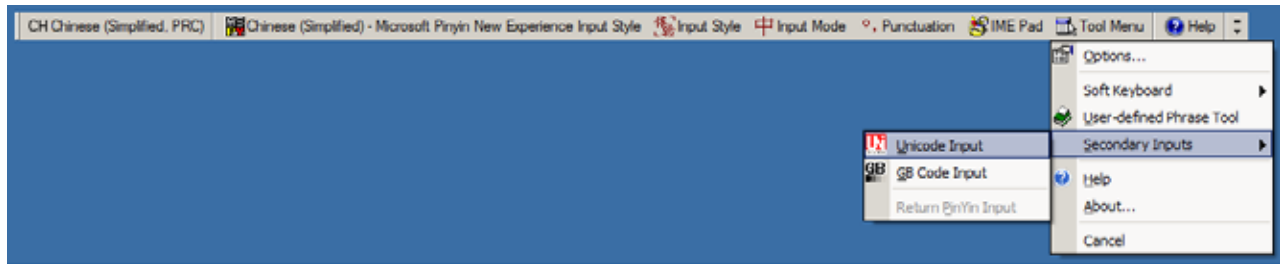 CH Chinese (Simplified, PRC) Chinese (Simplified) - Microsoft Pinyin New Experience Input Style Input Style 中 Input Mode °, Punctuation IME Pad Tool Menu Help
Options...
Soft Keyboard
User-defined Phrase Tool
Secondary Inputs
Help
About...
Cancel
Unicode Input
GB GB Code Input
Return PinYin Input